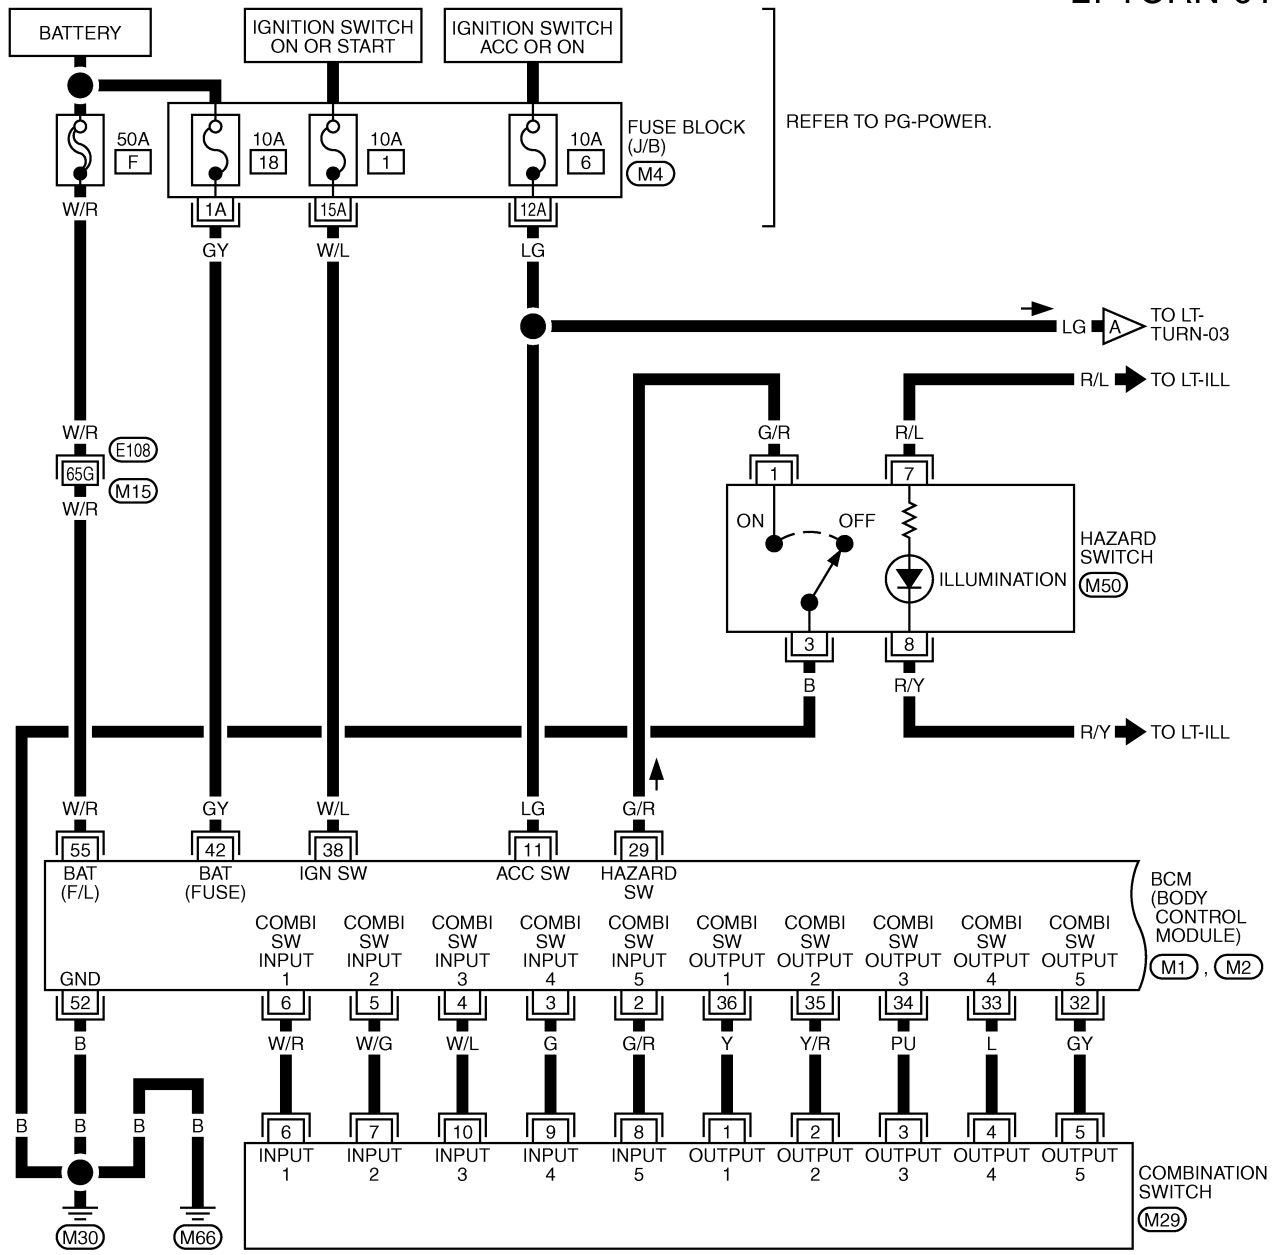 BATTERY
IGNITION SWITCH
ON OR START
IGNITION SWITCH
ACC OR ON
50A
F
10A
18
10A
1
10A
6
FUSE BLOCK
(J/B)
M4
REFER TO PG-POWER.
W/R
1A
15A
12A
GY
W/L
LG
LG
A
TO LT-
TURN-03
R/L
TO LT-ILL
W/R
E108
65G
M15
W/R
G/R
R/L
1
7
ON
OFF
ILLUMINATION
HAZARD
SWITCH
M50
3
8
B
R/Y
R/Y
TO LT-ILL
W/R
GY
W/L
LG
G/R
55
42
38
11
29
BAT
(F/L)
BAT
(FUSE)
IGN SW
ACC SW
HAZARD
SW
BCM
(BODY
CONTROL
MODULE)
M1 , M2
COMBI
SW
INPUT
1
COMBI
SW
INPUT
2
COMBI
SW
INPUT
3
COMBI
SW
INPUT
4
COMBI
SW
INPUT
5
COMBI
SW
OUTPUT
1
COMBI
SW
OUTPUT
2
COMBI
SW
OUTPUT
3
COMBI
SW
OUTPUT
4
COMBI
SW
OUTPUT
5
GND
52
6
5
4
3
2
36
35
34
33
32
B
W/R
W/G
W/L
G
G/R
Y
Y/R
PU
L
GY
B
B
B
B
6
7
10
9
8
1
2
3
4
5
INPUT
1
INPUT
2
INPUT
3
INPUT
4
INPUT
5
OUTPUT
1
OUTPUT
2
OUTPUT
3
OUTPUT
4
OUTPUT
5
COMBINATION
SWITCH
M29
M30
M66